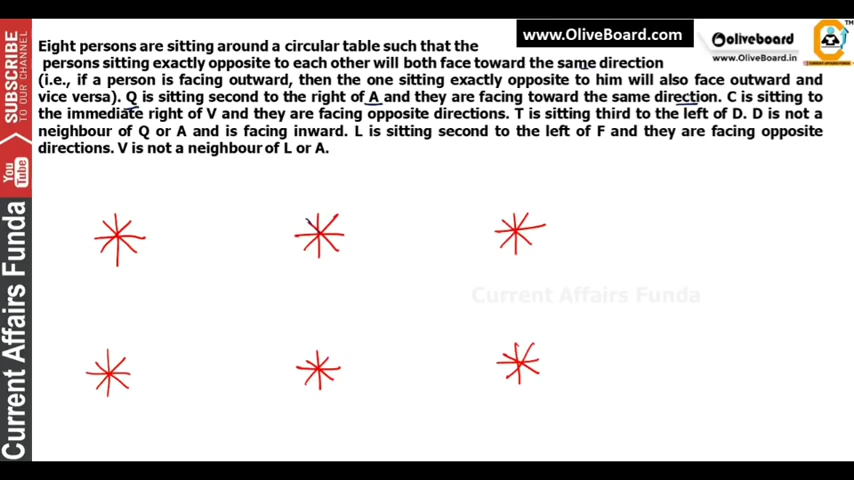 www.OliveBoard.com
oliveboard
www.OliveBoard.in
Eight persons are sitting around a circular table such that the
persons sitting exactly opposite to each other will both face toward the same direction
(i.e., if a person is facing outward, then the one sitting exactly opposite to him will also face outward and
vice versa). Q is sitting second to the right of A and they are facing toward the same direction. C is sitting to
the immediate right of V and they are facing opposite directions. T is sitting third to the left of D. D is not a
neighbour of Q or A and is facing inward. L is sitting second to the left of F and they are facing opposite
directions. V is not a neighbour of L or A.
Current Affairs Funda
SUBSCRIBE
TO OUR CHANNEL
You
Tube
Current Affairs Funda
TM